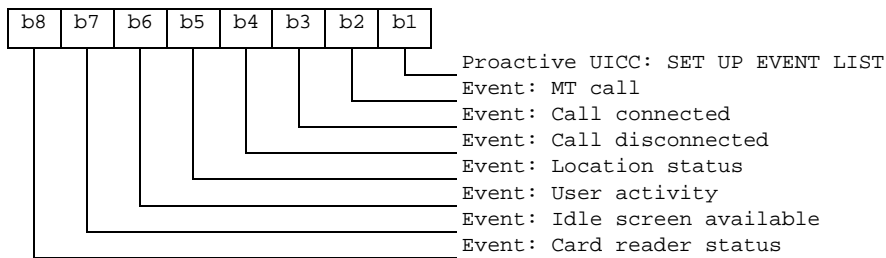 b8 b7 b6 b5 b4 b3 b2 b1
Proactive UICC: SET UP EVENT LIST
Event: MT call
Event: Call connected
Event: Call disconnected
Event: Location status
Event: User activity
Event: Idle screen available
Event: Card reader status